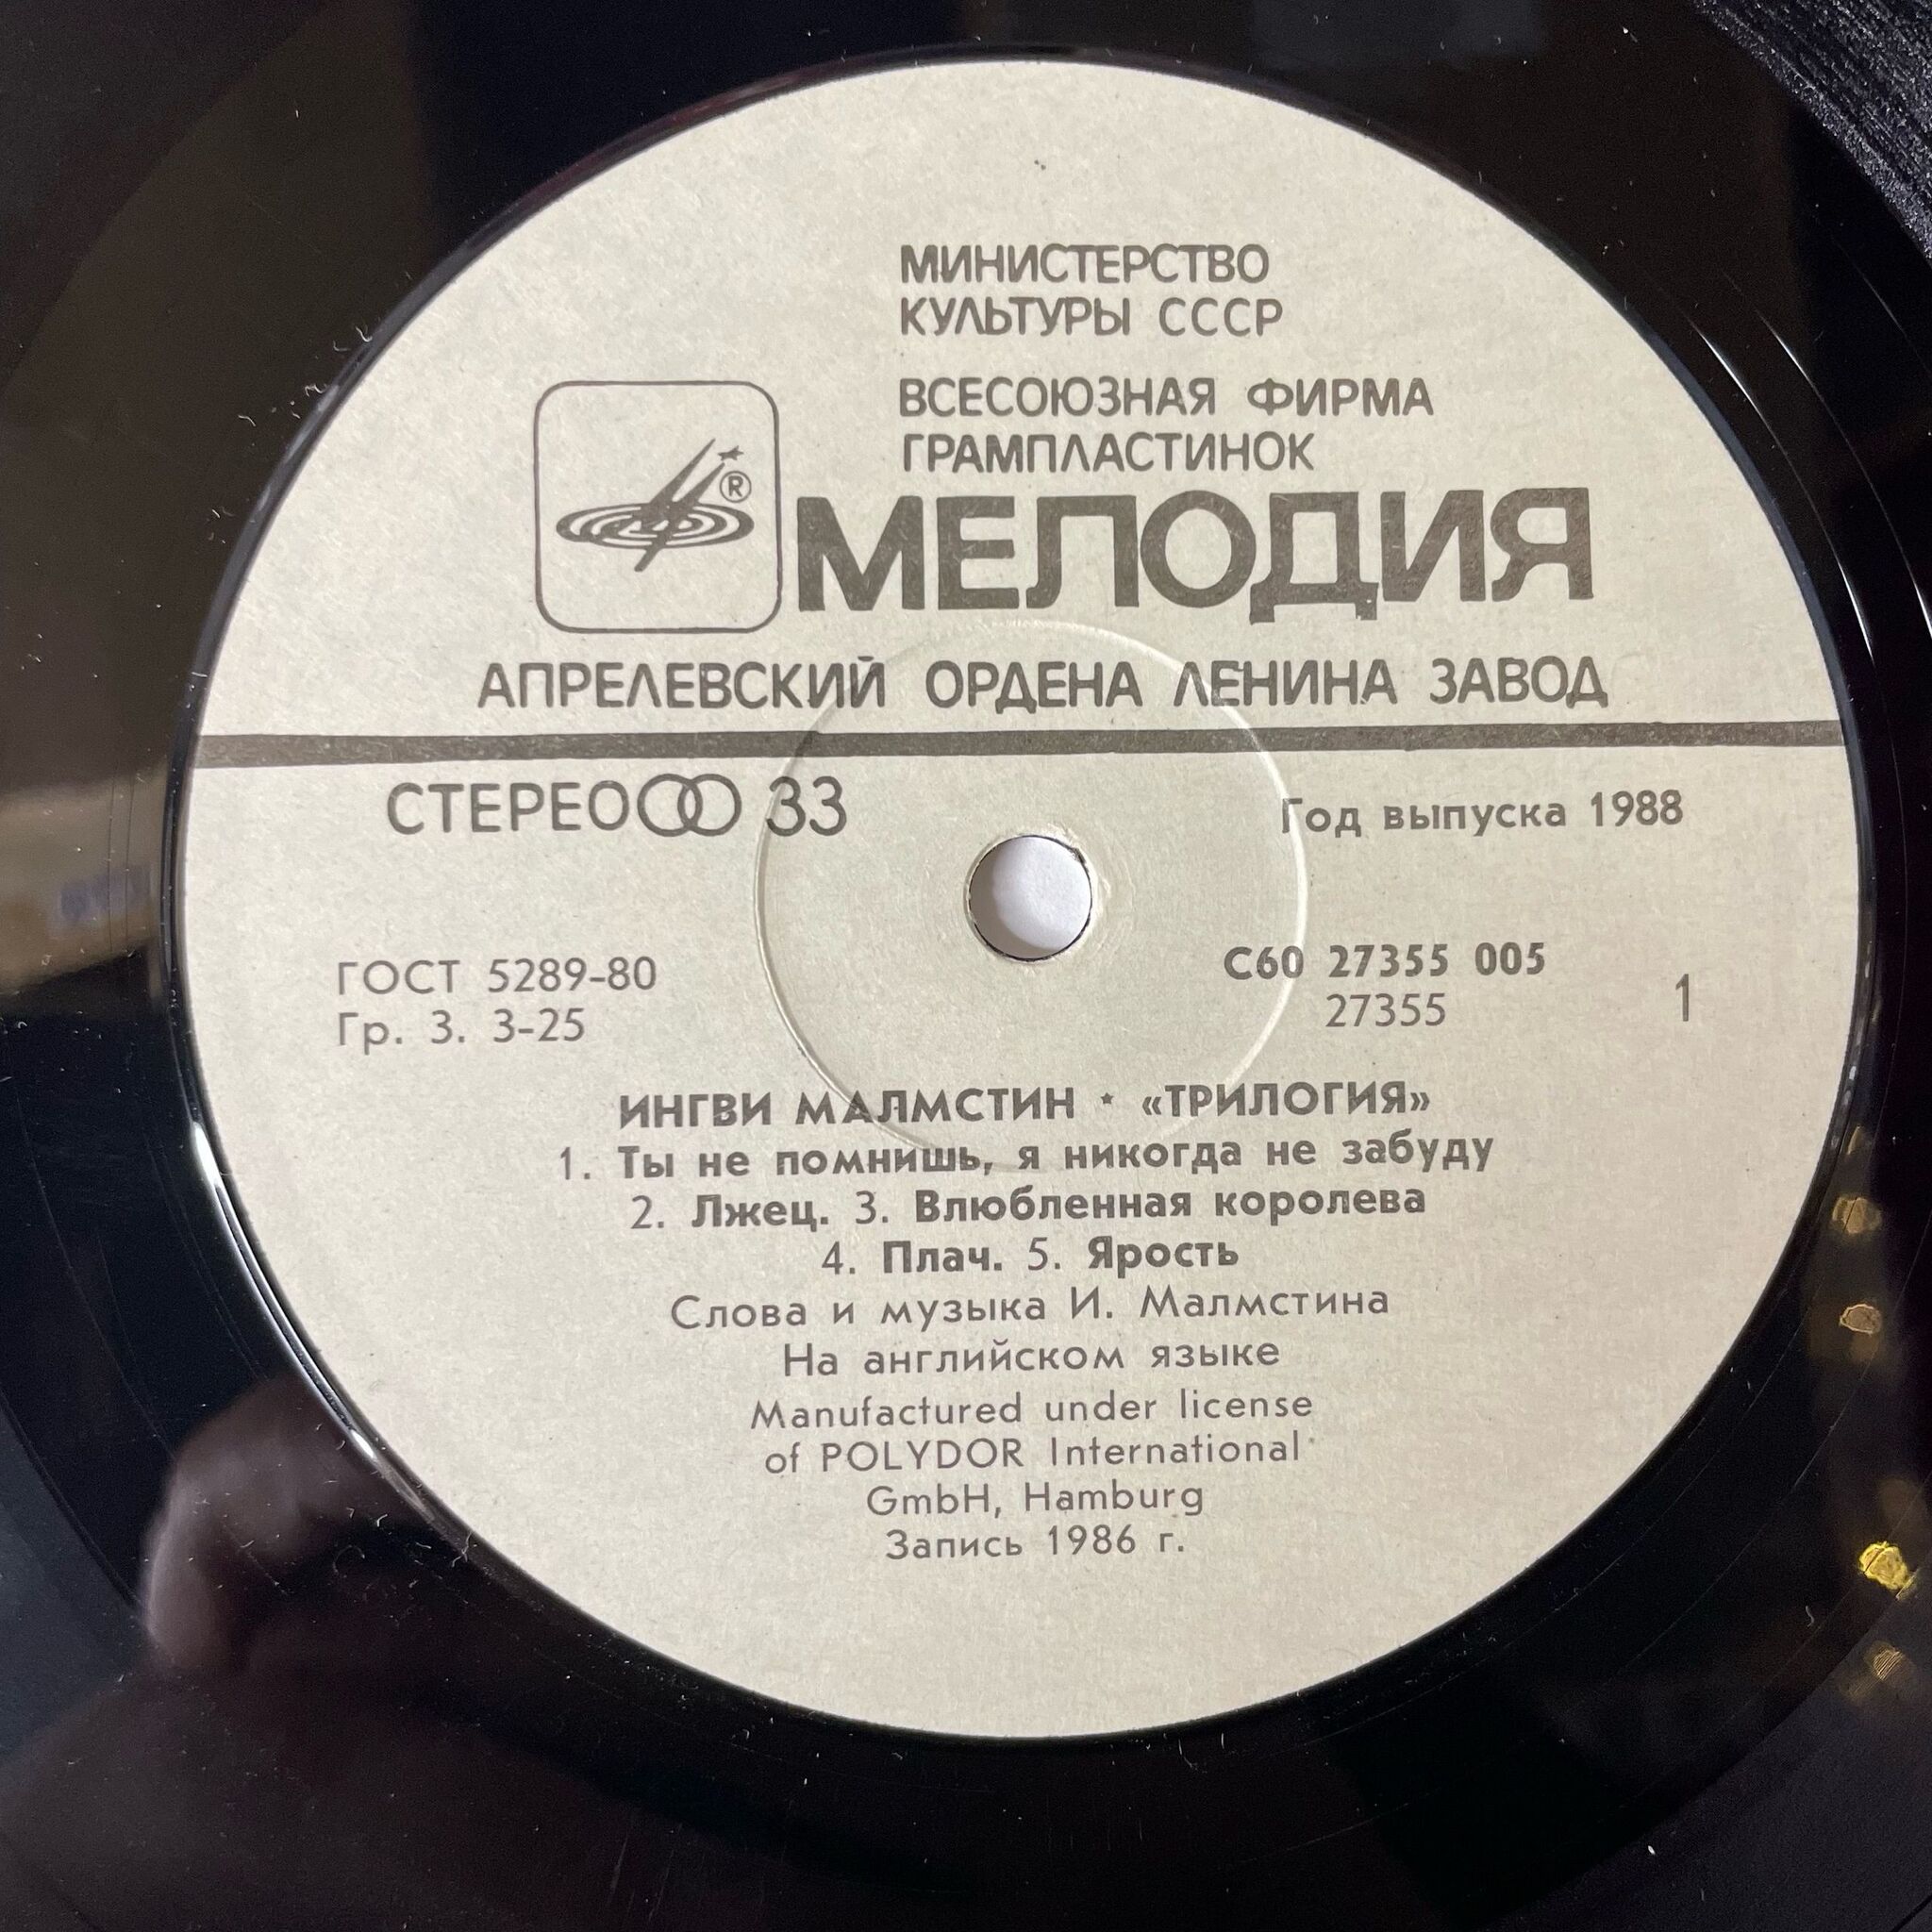 МИНИСТЕРСТВО
КУЛЬТУРЫ СССР
ВСЕСОЮЗНАЯ ФИРМА
ГРАМПЛАСТИНОК
®
МЕЛОДИЯ
АПРЕЛЕВСКИЙ ОРДЕНА ЛЕНИНА ЗАВОД
СТЕРЕО 33
Год выпуска 1988
ГОСТ 5289-80
Гр. 3. 3-25
С60 27355 005
27355
1
ИНГВИ МАЛМСТИН * «ТРИЛОГИЯ»
1. Ты не помнишь, я никогда не забуду
2. Лжец. 3. Влюбленная королева
4. Плач. 5. Ярость
Слова и музыка И. Малмстина
На английском языке
Manufactured under license
of POLYDOR International
GmbH, Hamburg
Запись 1986 г.